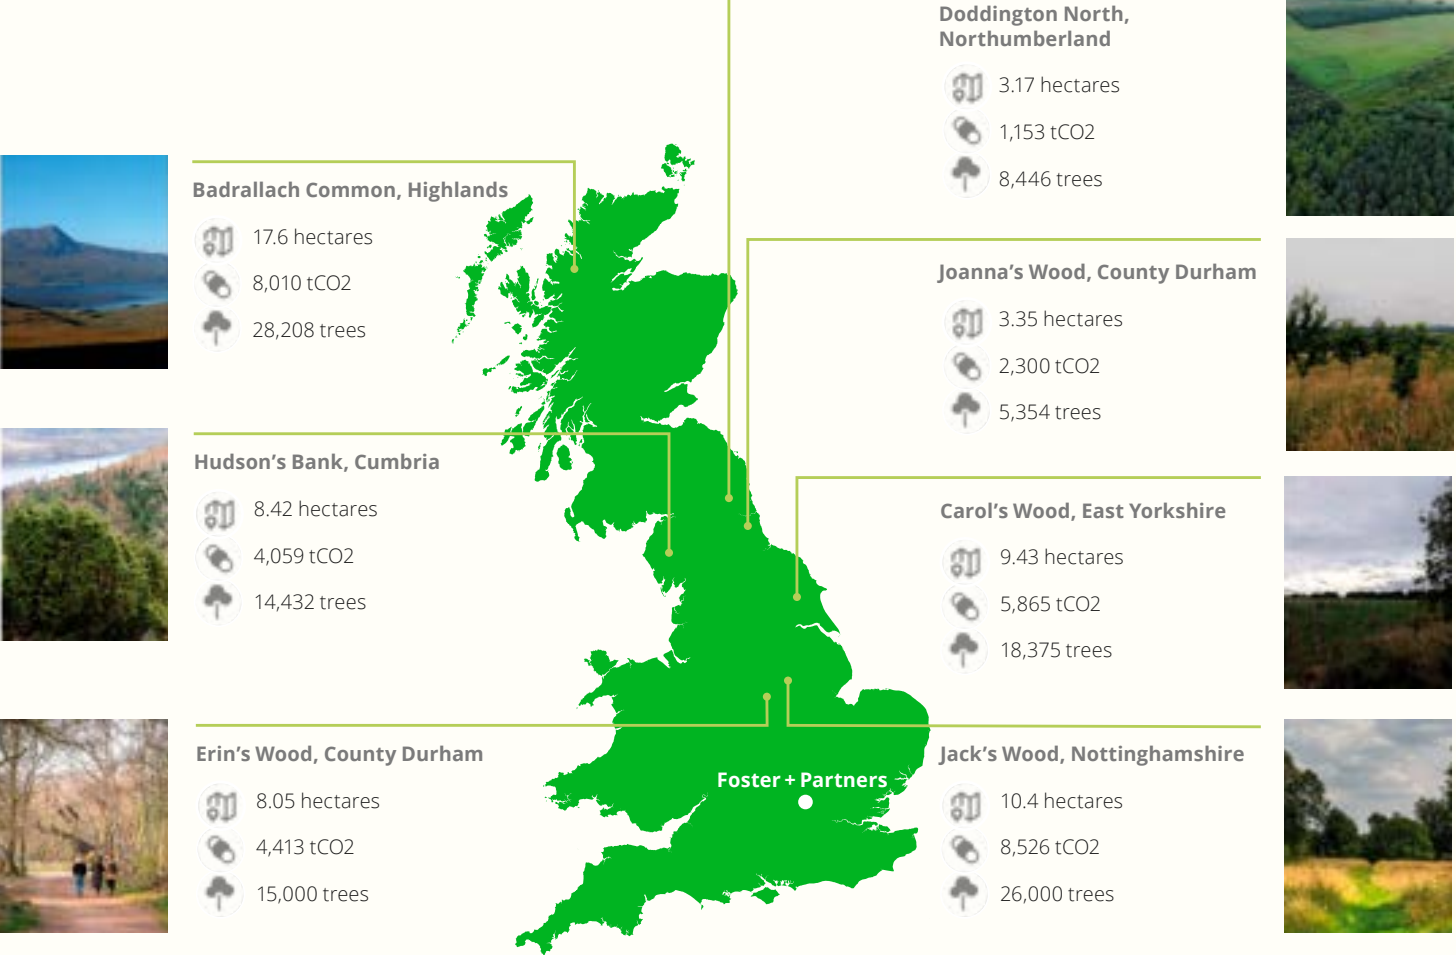 Doddington North,
Northumberland
3.17 hectares
1,153 tCO2
8,446 trees
Badrallach Common, Highlands
17.6 hectares
8,010 tCO2
28,208 trees
Joanna’s Wood, County Durham
3.35 hectares
2,300 tCO2
5,354 trees
Hudson’s Bank, Cumbria
8.42 hectares
4,059 tCO2
14,432 trees
Carol’s Wood, East Yorkshire
9.43 hectares
5,865 tCO2
18,375 trees
Erin’s Wood, County Durham
8.05 hectares
4,413 tCO2
15,000 trees
Foster + Partners
Jack’s Wood, Nottinghamshire
10.4 hectares
8,526 tCO2
26,000 trees